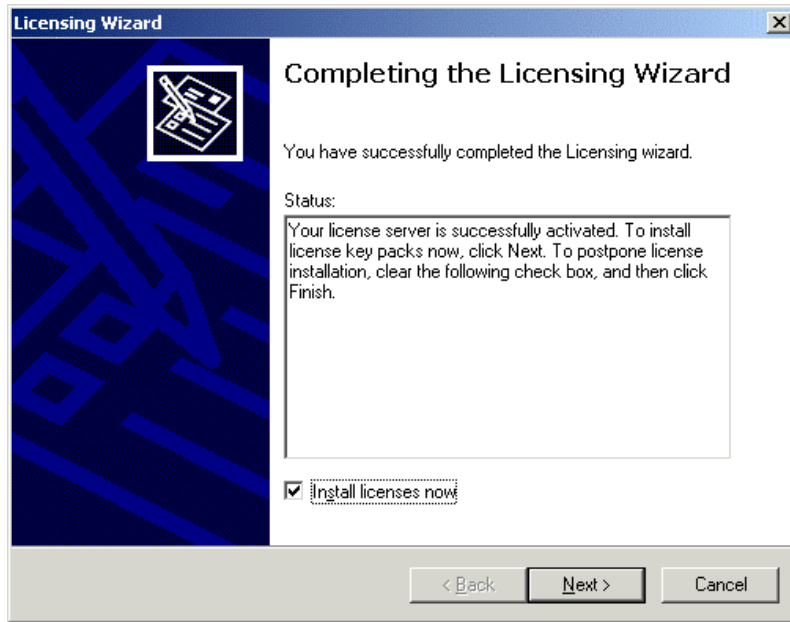 Licensing Wizard
Completing the Licensing Wizard
You have successfully completed the Licensing wizard.
Status:
Your license server is successfully activated. To install
license key packs now, click Next. To postpone license
installation, clear the following check box, and then click
Finish.
Install licenses now
< Back
Next >
Cancel